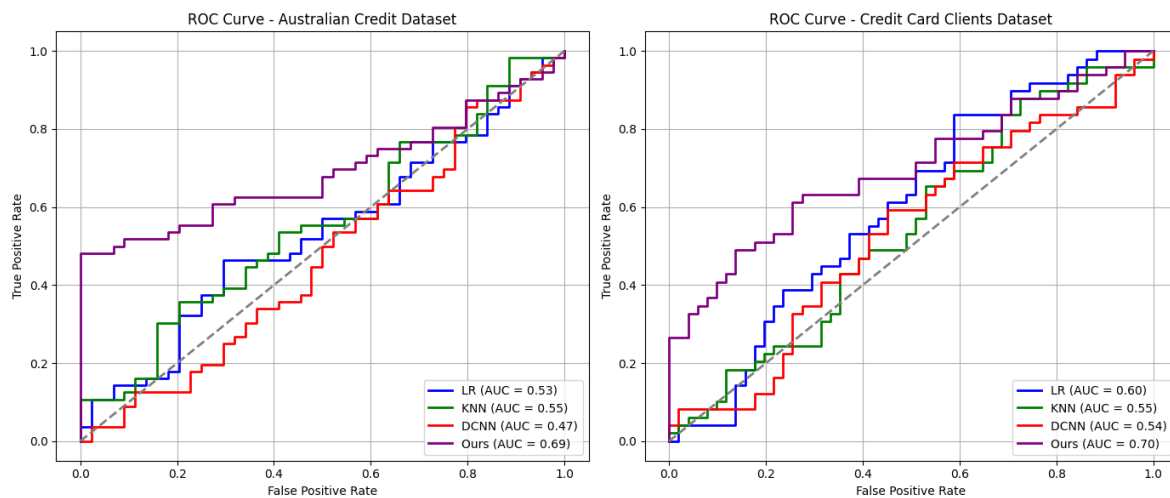 ROC Curve - Australian Credit Dataset
True Positive Rate
1.0
0.8
0.6
0.4
0.2
0.0
LR (AUC = 0.53)
KNN (AUC = 0.55)
DCNN (AUC = 0.47)
Ours (AUC = 0.69)
0.0 0.2 0.4 0.6 0.8 1.0
False Positive Rate
ROC Curve - Credit Card Clients Dataset
True Positive Rate
1.0
0.8
0.6
0.4
0.2
0.0
LR (AUC = 0.60)
KNN (AUC = 0.55)
DCNN (AUC = 0.54)
Ours (AUC = 0.70)
0.0 0.2 0.4 0.6 0.8 1.0
False Positive Rate